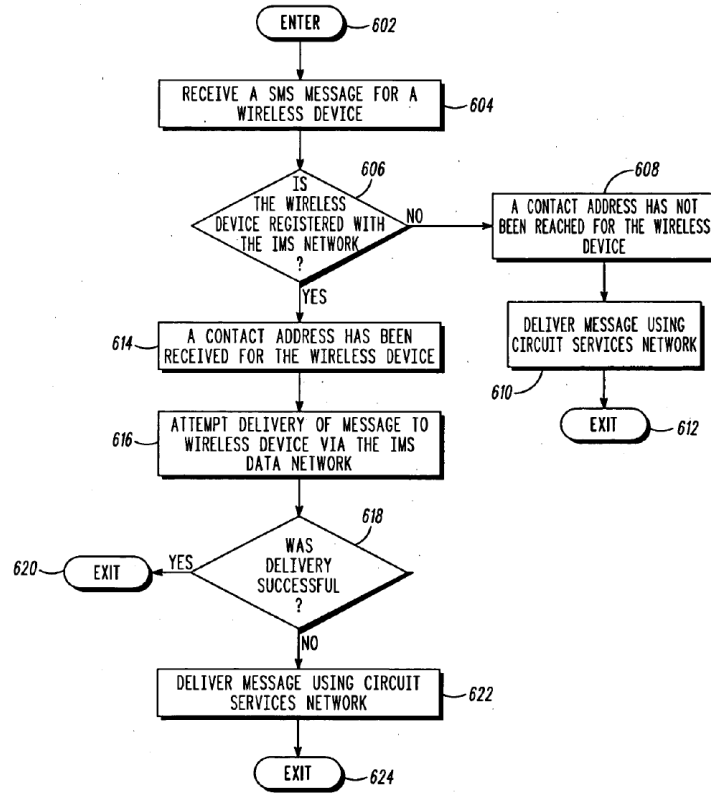 ENTER
602
RECEIVE A SMS MESSAGE FOR A
WIRELESS DEVICE
604
606
IS
THE WIRELESS
DEVICE REGISTERED WITH
THE IMS NETWORK
?
NO
608
A CONTACT ADDRESS HAS NOT
BEEN REACHED FOR THE WIRELESS
DEVICE
DELIVER MESSAGE USING
CIRCUIT SERVICES NETWORK
610
EXIT
612
YES
614
A CONTACT ADDRESS HAS BEEN
RECEIVED FOR THE WIRELESS DEVICE
616
ATTEMPT DELIVERY OF MESSAGE TO
WIRELESS DEVICE VIA THE IMS
DATA NETWORK
618
WAS
DELIVERY
SUCCESSFUL
?
YES
620
EXIT
NO
DELIVER MESSAGE USING CIRCUIT
SERVICES NETWORK
622
EXIT
624